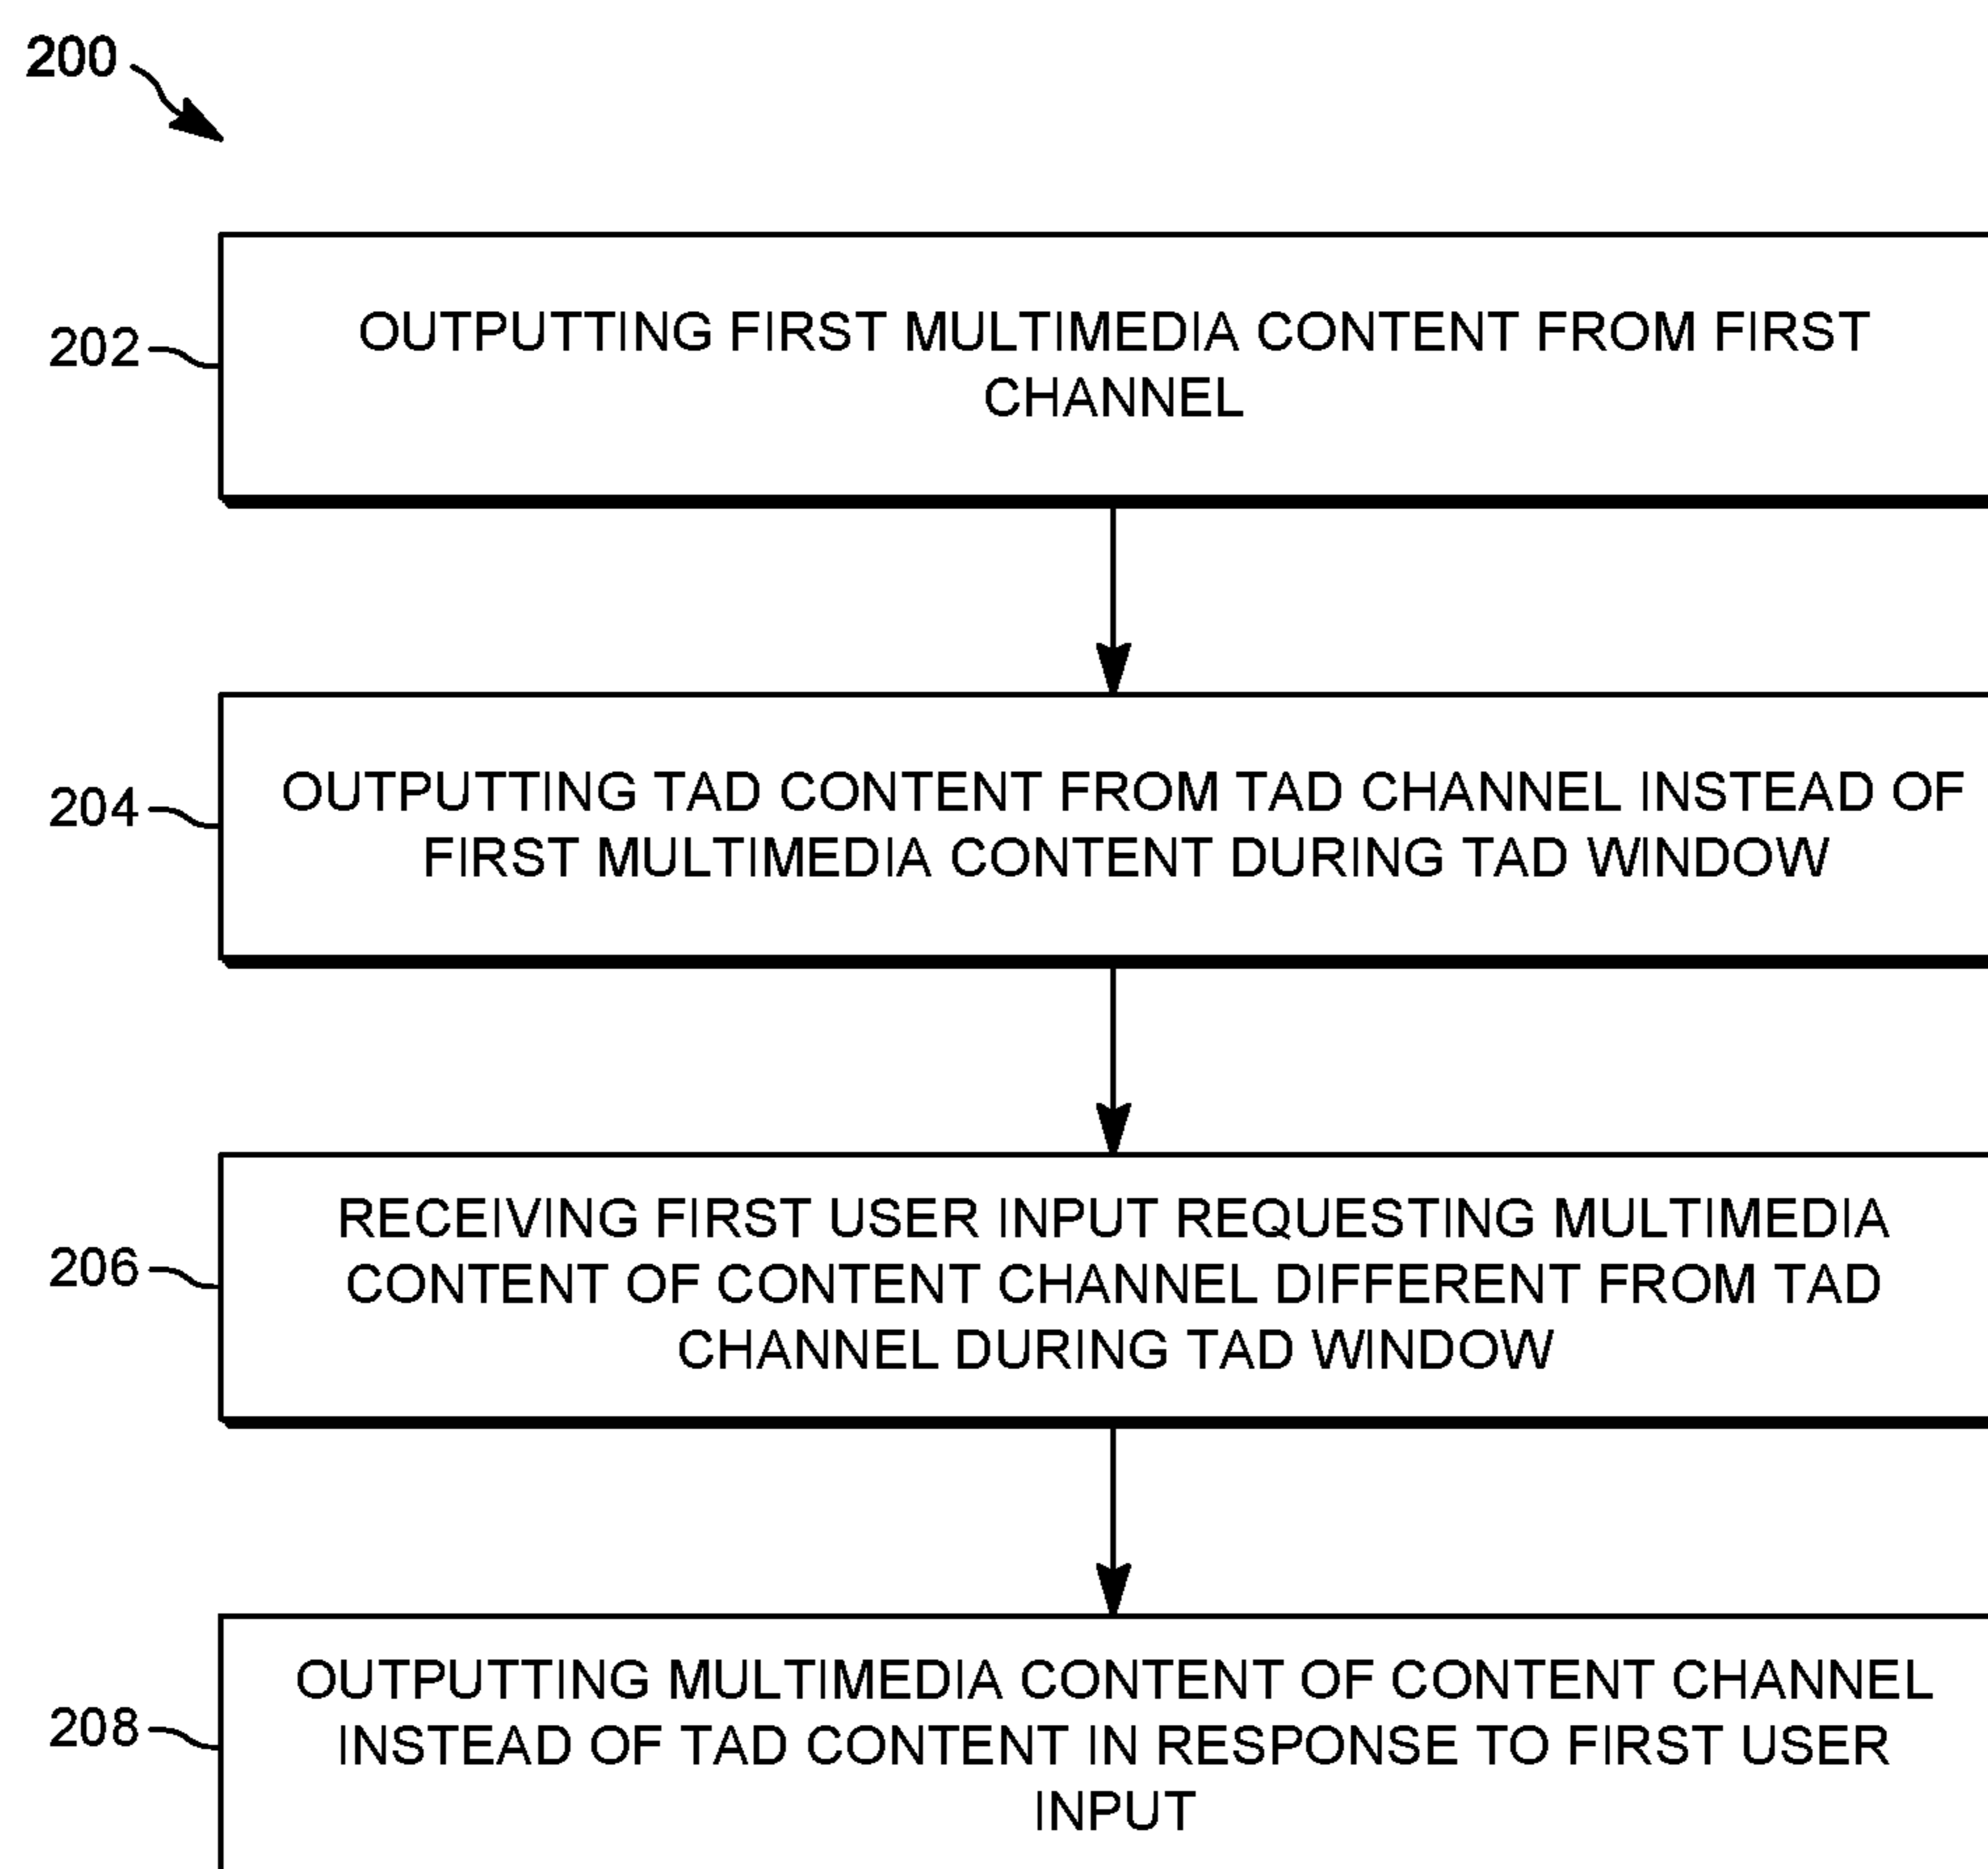 200
202
OUTPUTTING FIRST MULTIMEDIA CONTENT FROM FIRST
CHANNEL
204
OUTPUTTING TAD CONTENT FROM TAD CHANNEL INSTEAD OF
FIRST MULTIMEDIA CONTENT DURING TAD WINDOW
206
RECEIVING FIRST USER INPUT REQUESTING MULTIMEDIA
CONTENT OF CONTENT CHANNEL DIFFERENT FROM TAD
CHANNEL DURING TAD WINDOW
208
OUTPUTTING MULTIMEDIA CONTENT OF CONTENT CHANNEL
INSTEAD OF TAD CONTENT IN RESPONSE TO FIRST USER
INPUT